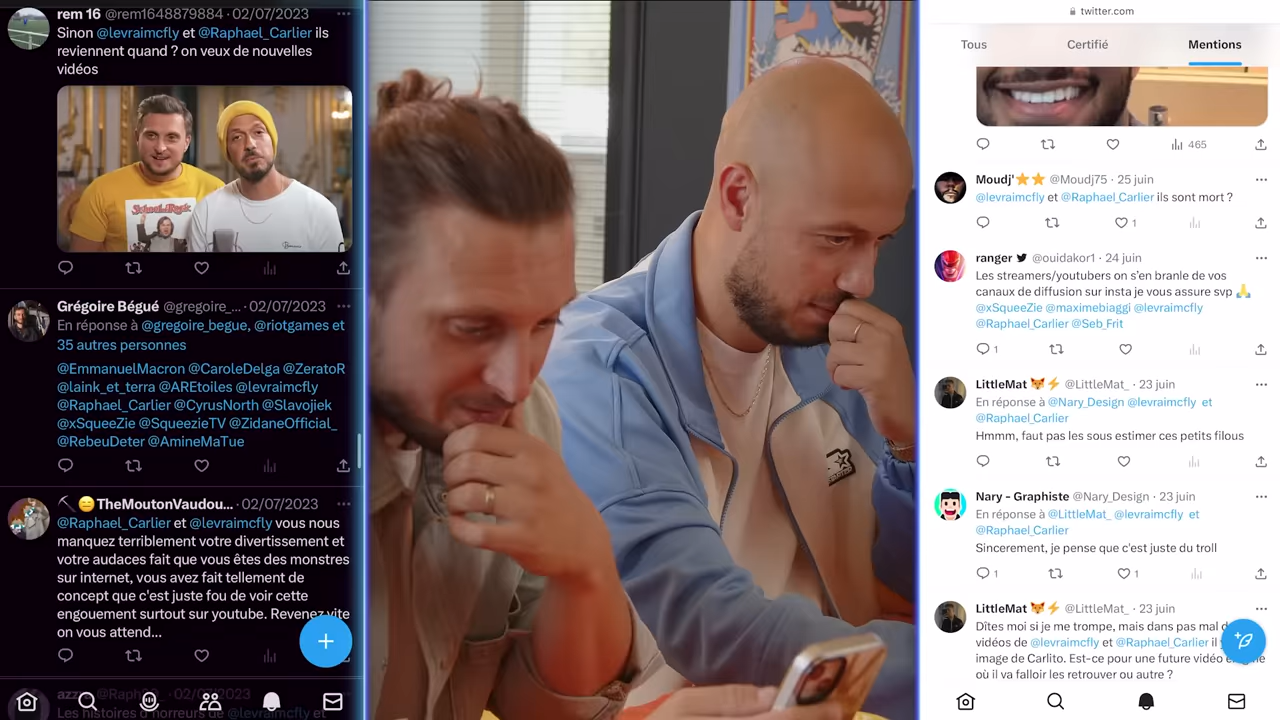 rem 16 @rem1648879884 · 02/07/2023
Sinon @levraimcfly et @Raphael_Carlier ils
reviennent quand ? on veux de nouvelles
vidéos
Grégoire Bégué @gregoire_... · 02/07/2023
En réponse à @gregoire_begue, @riotgames et
35 autres personnes
@EmmanuelMacron @CaroleDelga @ZeratoR
@laink_et_terra @AREtoiles @levraimcfly
@Raphael_Carlier @CyrusNorth @Slavojiek
@xSqueeZie @SqueezieTV @ZidaneOfficial_
@RebeuDeter @AmineMaTue
TheMoutonVaudou... · 02/07/2023
@Raphael_Carlier et @levraimcfly vous nous
manquez terriblement votre divertissement et
votre audaces fait que vous êtes des monstres
sur internet, vous avez fait tellement de
concept que c'est juste fou de voir cette
engouement surtout sur youtube. Revenez vite
on vous attend...
· 02/07/2023
Les histoires d'horreurs de @levraimcfly et
twitter.com
Tous Certifié Mentions
465
Moudj'⭐⭐ @Moudj75 · 25 juin
@levraimcfly et @Raphael_Carlier ils sont mort ?
1
ranger @ouidakor1 · 24 juin
Les streamers/youtubers on s'en branle de vos
canaux de diffusion sur insta je vous assure svp 🙏
@xSqueeZie @maximebiaggi @levraimcfly
@Raphael_Carlier @Seb_Frit
1
LittleMat 🦊⚡ @LittleMat_ · 23 juin
En réponse à @Nary_Design @levraimcfly et
@Raphael_Carlier
Hmmm, faut pas les sous estimer ces petits filous
Nary - Graphiste @Nary_Design · 23 juin
En réponse à @LittleMat_ @levraimcfly et
@Raphael_Carlier
Sincerement, je pense que c'est juste du troll
1 1
LittleMat 🦊⚡ @LittleMat_ · 23 juin
Dîtes moi si je me trompe, mais dans pas mal
vidéos de @levraimcfly et @Raphael_Carlier il
image de Carlito. Est-ce pour une future vidéo
où il va falloir les retrouver ou autre ?